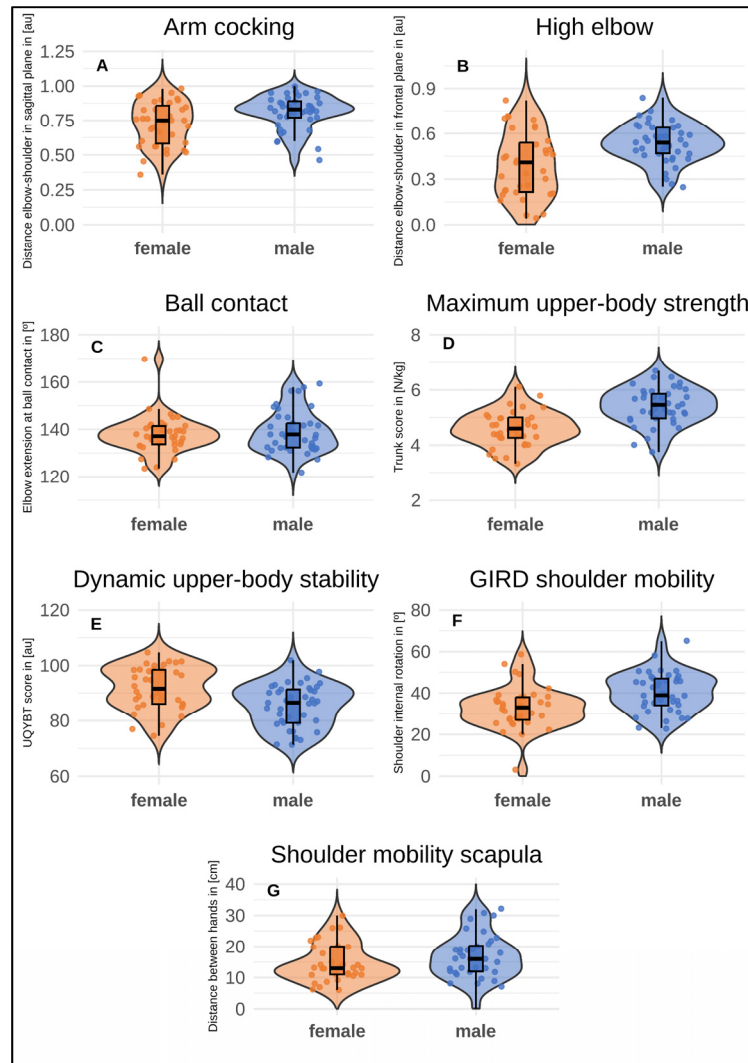 Arm cocking
A
Distance elbow-shoulder in sagittal plane in [au]
1.25
1.00
0.75
0.50
0.25
0.00
female male
High elbow
B
Distance elbow-shoulder in frontal plane in [au]
0.9
0.6
0.3
0.0
female male
Ball contact
C
Elbow extension at ball contact in [º]
180
160
140
120
female male
Maximum upper-body strength
D
Trunk score in [N/kg]
8
6
4
2
female male
Dynamic upper-body stability
E
UQYBT score in [au]
120
100
80
60
female male
GIRD shoulder mobility
F
Shoulder internal rotation in [º]
80
60
40
20
0
female male
Shoulder mobility scapula
G
Distance between hands in [cm]
40
30
20
10
0
female male